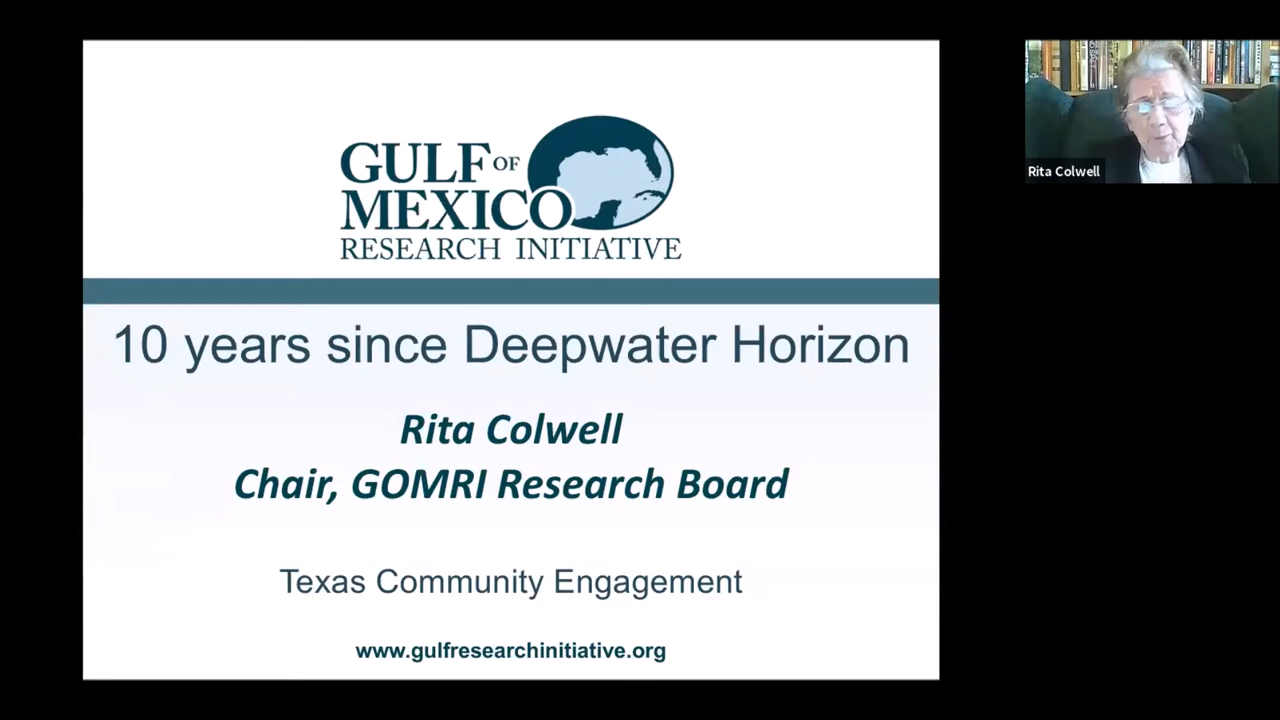 GULF OF
MEXICO
RESEARCH INITIATIVE
10 years since Deepwater Horizon
Rita Colwell
Chair, GOMRI Research Board
Texas Community Engagement
www.gulfresearchinitiative.org
Rita Colwell